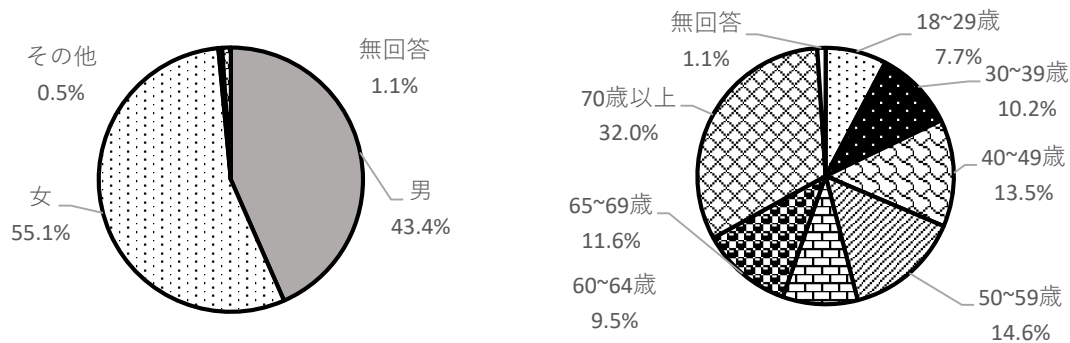 その他
0.5%
無回答
1.1%
女
55.1%
男
43.4%
無回答
1.1%
18~29歳
7.7%
30~39歳
10.2%
70歳以上
32.0%
40~49歳
13.5%
65~69歳
11.6%
60~64歳
9.5%
50~59歳
14.6%